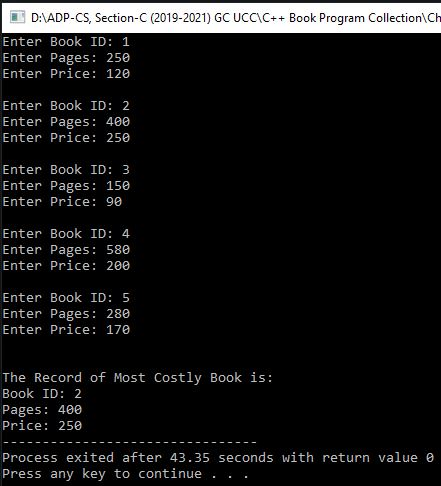 D:\ADP-CS, Section-C (2019-2021) GC UCC\C++ Book Program Collection\Ch
Enter Book ID: 1
Enter Pages: 250
Enter Price: 120
Enter Book ID: 2
Enter Pages: 400
Enter Price: 250
Enter Book ID: 3
Enter Pages: 150
Enter Price: 90
Enter Book ID: 4
Enter Pages: 580
Enter Price: 200
Enter Book ID: 5
Enter Pages: 280
Enter Price: 170
The Record of Most Costly Book is:
Book ID: 2
Pages: 400
Price: 250
--------------------------------
Process exited after 43.35 seconds with return value 0
Press any key to continue . . .